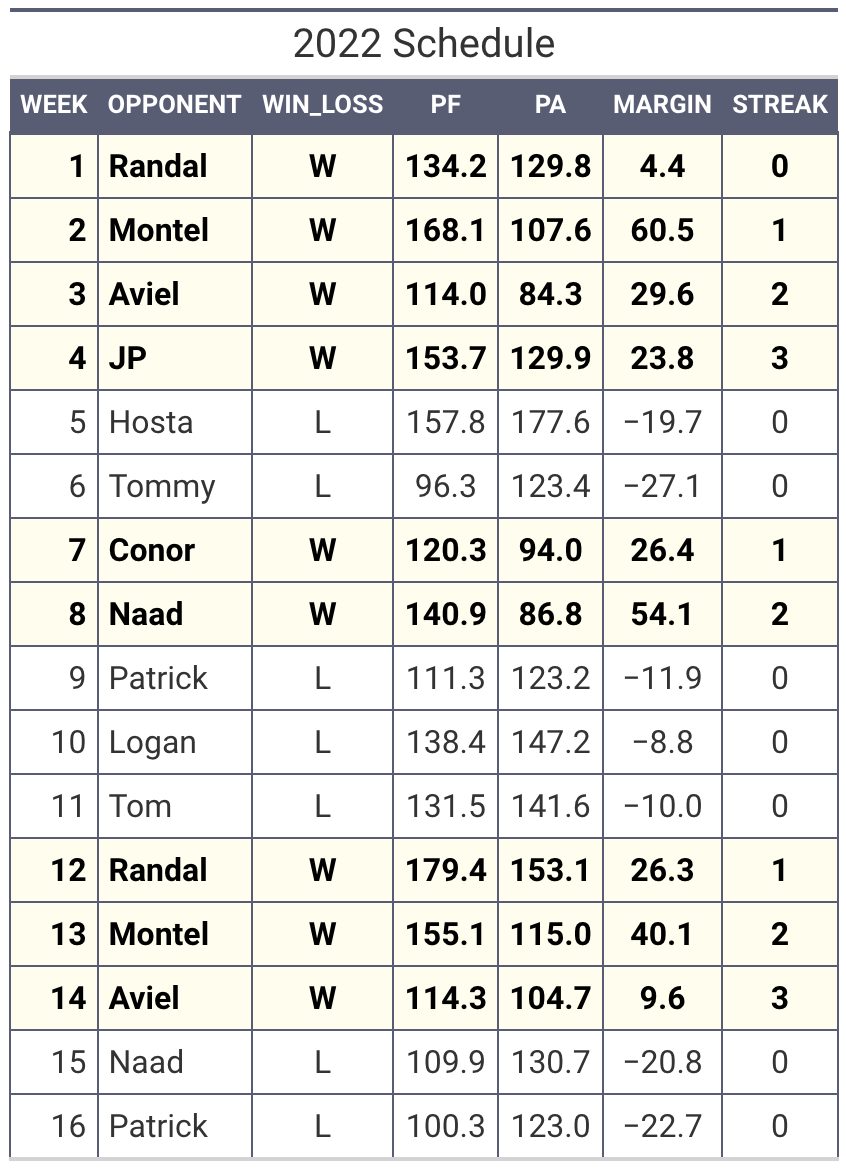 2022 Schedule
WEEK OPPONENT WIN_LOSS PF PA MARGIN STREAK
1 Randal W 134.2 129.8 4.4 0
2 Montel W 168.1 107.6 60.5 1
3 Aviel W 114.0 84.3 29.6 2
4 JP W 153.7 129.9 23.8 3
5 Hosta L 157.8 177.6 −19.7 0
6 Tommy L 96.3 123.4 −27.1 0
7 Conor W 120.3 94.0 26.4 1
8 Naad W 140.9 86.8 54.1 2
9 Patrick L 111.3 123.2 −11.9 0
10 Logan L 138.4 147.2 −8.8 0
11 Tom L 131.5 141.6 −10.0 0
12 Randal W 179.4 153.1 26.3 1
13 Montel W 155.1 115.0 40.1 2
14 Aviel W 114.3 104.7 9.6 3
15 Naad L 109.9 130.7 −20.8 0
16 Patrick L 100.3 123.0 −22.7 0